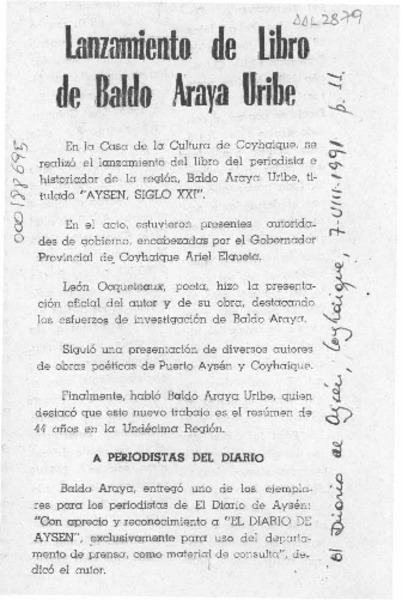 AAL2879
Lanzamiento de Libro
de Baldo Araya Uribe
En la Casa de la Cultura de Coyhaique, se
realizó el lanzamiento del libro del periodista e
historiador de la región, Baldo Araya Uribe, ti-
tulado "AYSEN, SIGLO XXI".
En el acto, estuvieron presentes autorida-
des de gobierno, encabezadas por el Gobernador
Provincial de Coyhaique Ariel Elgueta.
León Ocqueteaux, poeta, hizo la presenta-
ción oficial del autor y de su obra, destacando
los esfuerzos de investigación de Baldo Araya.
Siguió una presentación de diversos autores
de obras poéticas de Puerto Aysén y Coyhaique.
Finalmente, habló Baldo Araya Uribe, quien
destacó que este nuevo trabajo es el resúmen de
44 años en la Undécima Región.
A PERIODISTAS DEL DIARIO
Baldo Araya, entregó uno de los ejempla-
res para los periodistas de El Diario de Aysén:
"Con aprecio y reconocimiento a "EL DIARIO DE
AYSEN", exclusivamente para uso del departa-
mento de prensa, como material de consulta", de-
dicó el autor.
000188695
El Diario de Aysén, Coyhaique, 7-VIII-1991 p. 11.